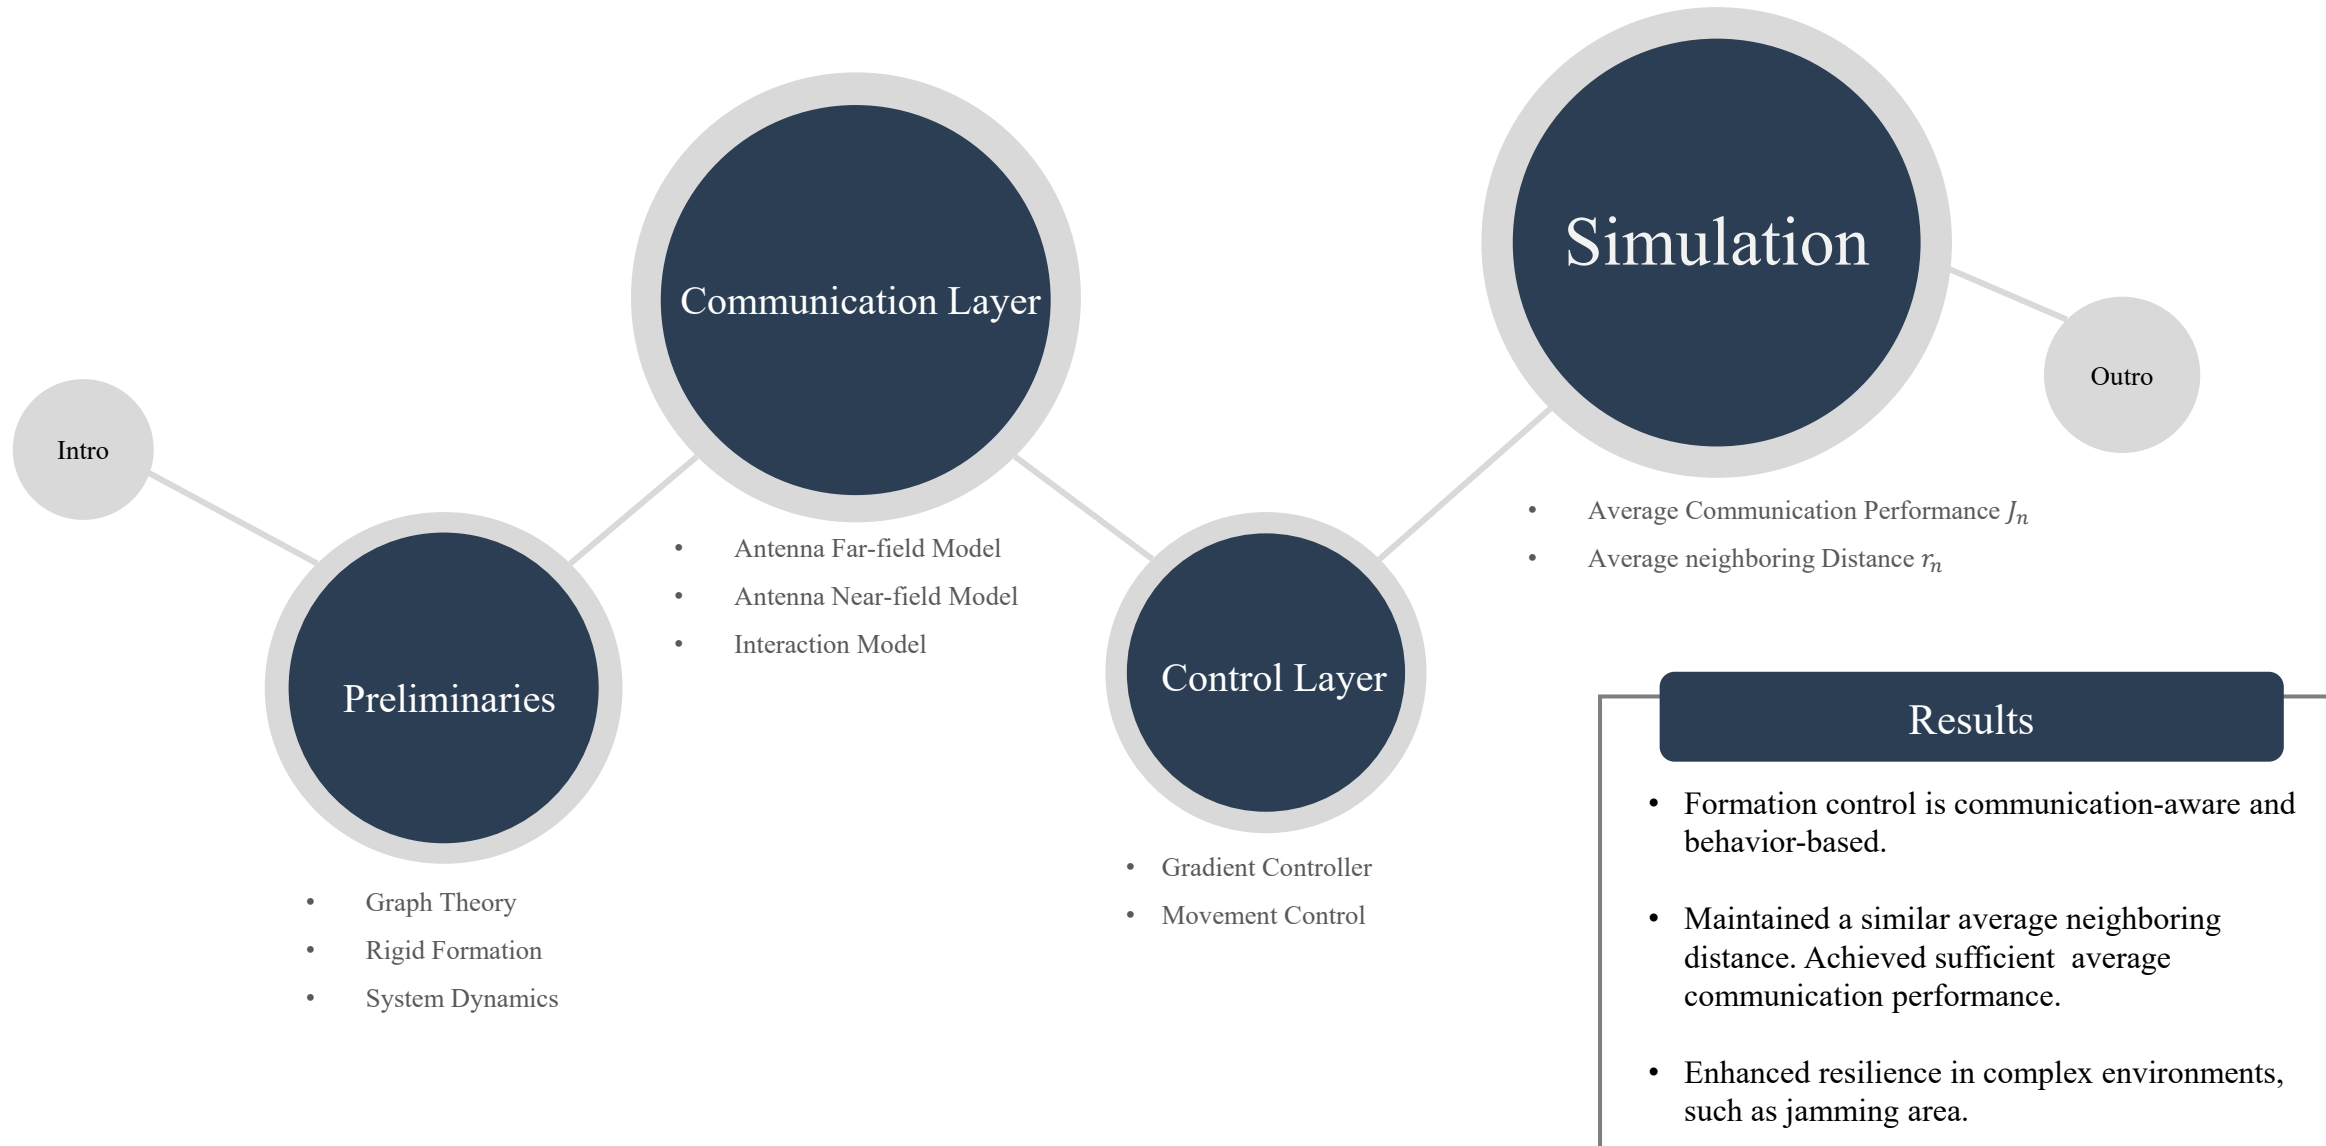 Intro
Preliminaries
• Graph Theory
• Rigid Formation
• System Dynamics
Communication Layer
• Antenna Far-field Model
• Antenna Near-field Model
• Interaction Model
Control Layer
• Gradient Controller
• Movement Control
Simulation
• Average Communication Performance Jₙ
• Average neighboring Distance rₙ
Outro
Results
• Formation control is communication-aware and
behavior-based.
• Maintained a similar average neighboring
distance. Achieved sufficient  average
communication performance.
• Enhanced resilience in complex environments,
such as jamming area.